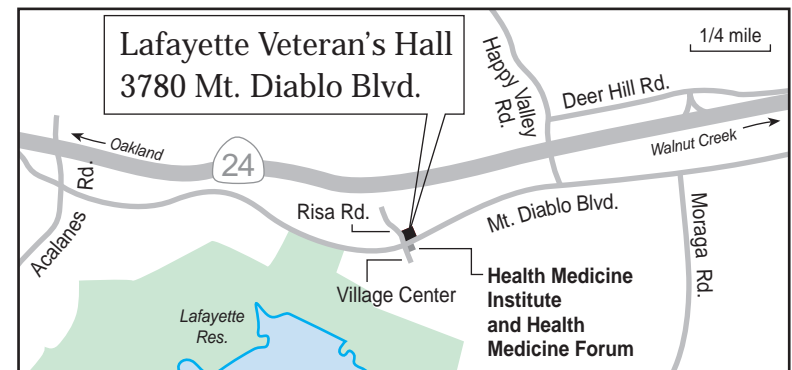 Lafayette Veteran's Hall
3780 Mt. Diablo Blvd.
1/4 mile
Happy Valley
Rd.
Deer Hill Rd.
Oakland
24
Walnut Creek
Acalanes
Rd.
Risa Rd.
Mt. Diablo Blvd.
Moraga Rd.
Village Center
Health Medicine
Institute
and Health
Medicine Forum
Lafayette
Res.